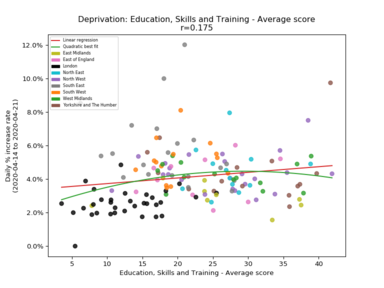 Deprivation: Education, Skills and Training - Average score
r=0.175
12.0%
10.0%
8.0%
6.0%
4.0%
2.0%
0.0%
Daily % increase rate
(2020-04-14 to 2020-04-21)
Linear regression
Quadratic best fit
East Midlands
East of England
London
North East
North West
South East
South West
West Midlands
Yorkshire and The Humber
5 10 15 20 25 30 35 40
Education, Skills and Training - Average score